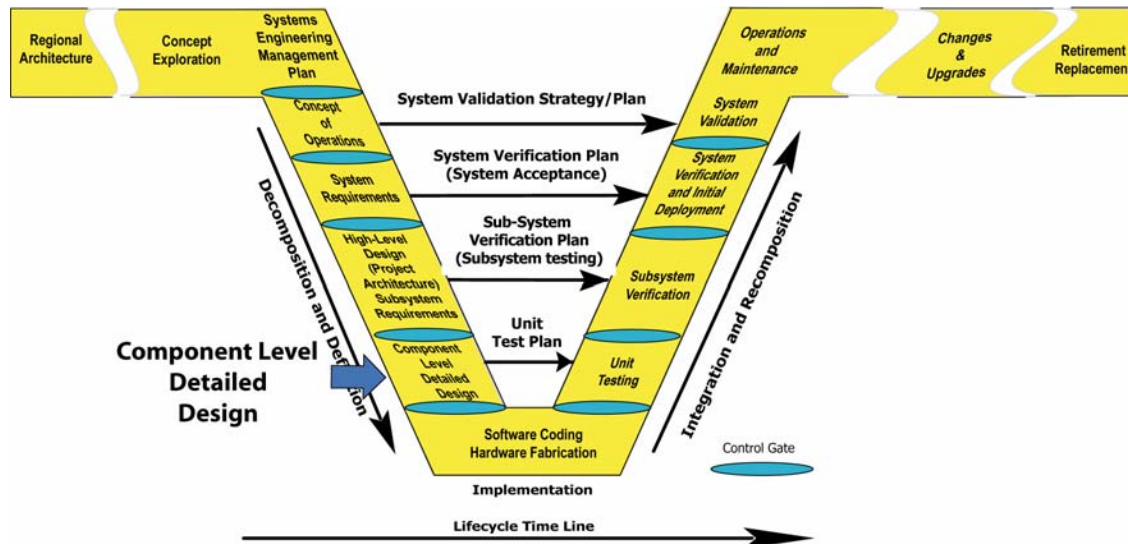 Regional
Architecture
Concept
Exploration
Systems
Engineering
Management
Plan
Operations
and
Maintenance
Changes
&
Upgrades
Retirement
Replacement
Concept
of
Operations
System Validation Strategy/Plan
System
Validation
System
Requirements
System Verification Plan
(System Acceptance)
System
Verification
and Initial
Deployment
High-Level
Design
(Project
Architecture)
Subsystem
Requirements
Sub-System
Verification Plan
(Subsystem testing)
Subsystem
Verification
Component
Level
Detailed
Design
Unit
Test Plan
Unit
Testing
Decomposition and Definition
Component Level
Detailed
Design
Integration and Recomposition
Software Coding
Hardware Fabrication
Control Gate
Implementation
Lifecycle Time Line